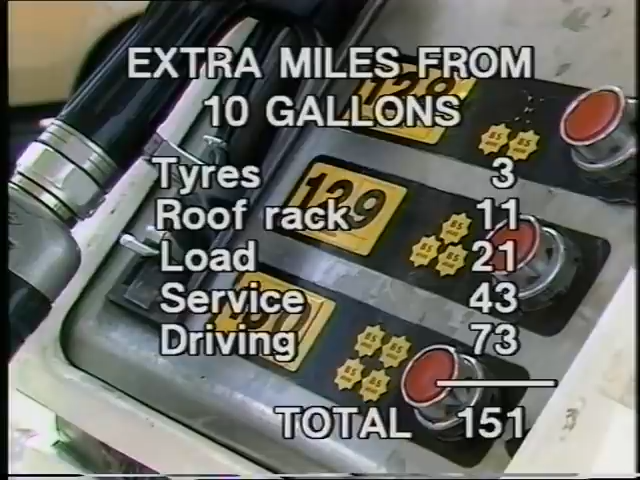 EXTRA MILES FROM
10 GALLONS
128
Tyres 3
129
Roof rack 11
Load 21
Service 43
Driving 73
TOTAL 151